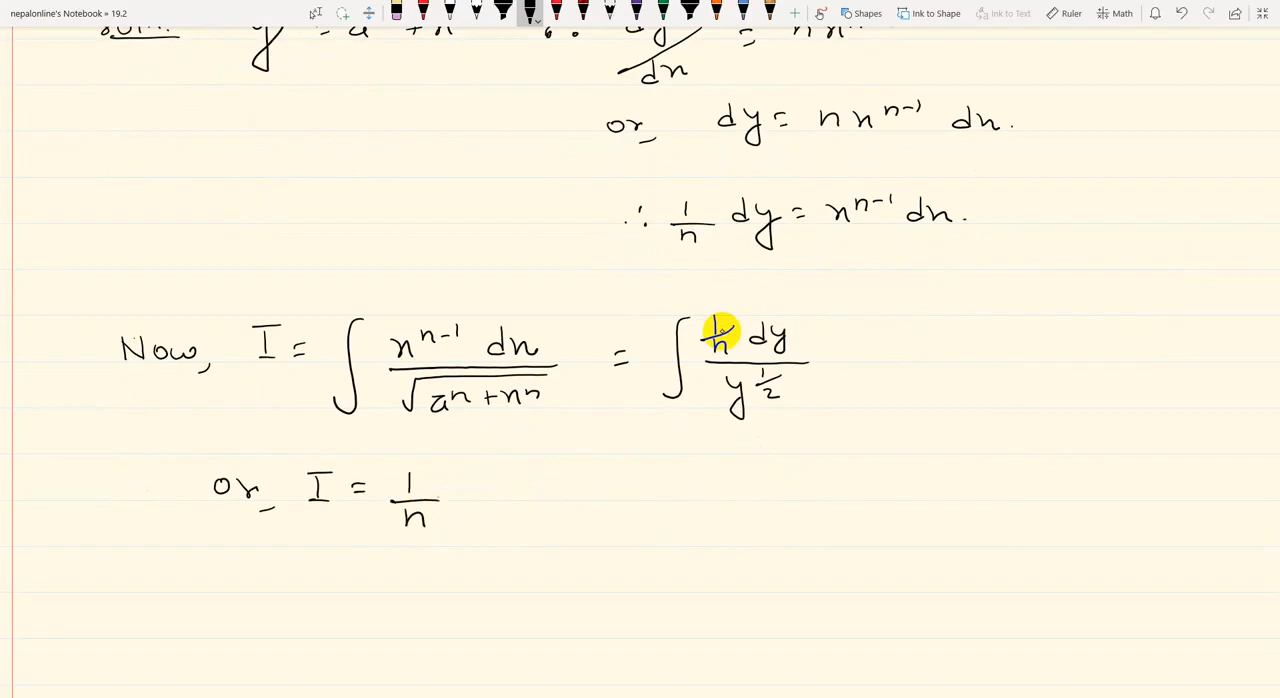 nepalonline's Notebook » 19.2
Shapes Ink to Shape Ink to Text Ruler Math
or, dy = n x^{n-1} dx.
∴ 1/n dy = x^{n-1} dx.
Now, I = ∫ x^{n-1} dx / √(a^n + x^n) = ∫ 1/n dy / y^{1/2}
or, I = 1/n